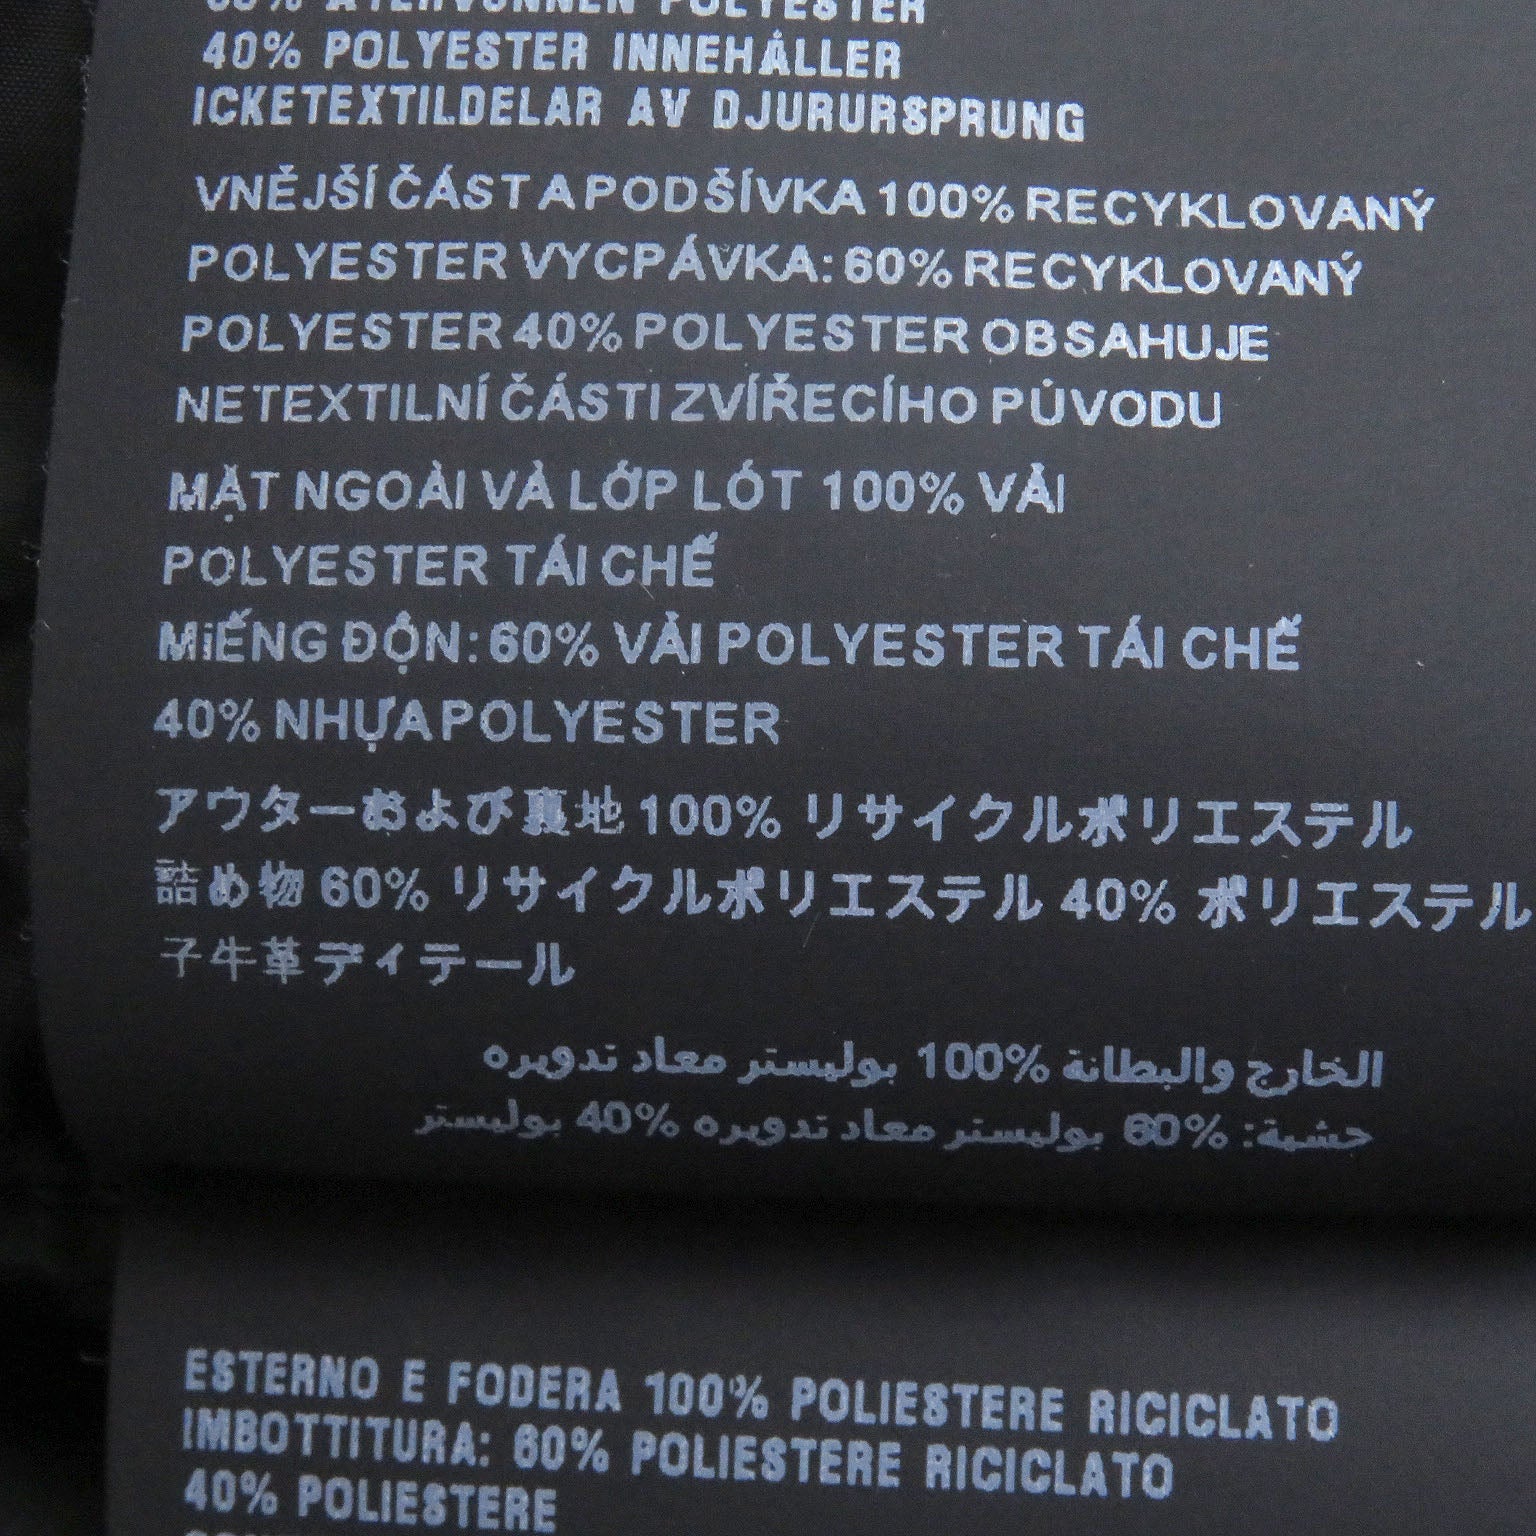 60% ÅTERVUNNEN POLYESTER
40% POLYESTER INNEHÅLLER
ICKETEXTILDELAR AV DJURURSPRUNG
VNĚJŠÍ ČÁST A PODŠÍVKA 100% RECYKLOVANÝ
POLYESTER VYCPÁVKA: 60% RECYKLOVANÝ
POLYESTER 40% POLYESTER OBSAHUJE
NETEXTILNÍ ČÁSTI ZVÍŘECÍHO PŮVODU
MẶT NGOÀI VÀ LỚP LÓT 100% VẢI
POLYESTER TÁI CHẾ
MiẾNG ĐỘN: 60% VẢI POLYESTER TÁI CHẾ
40% NHỰA POLYESTER
アウターおよび裏地 100% リサイクルポリエステル
詰め物 60% リサイクルポリエステル 40% ポリエステル
子牛革ディテール
الخارج والبطانة %100 بوليستر معاد تدويره
حشية: %60 بوليستر معاد تدويره %40 بوليستر
ESTERNO E FODERA 100% POLIESTERE RICICLATO
IMBOTTITURA: 60% POLIESTERE RICICLATO
40% POLIESTERE